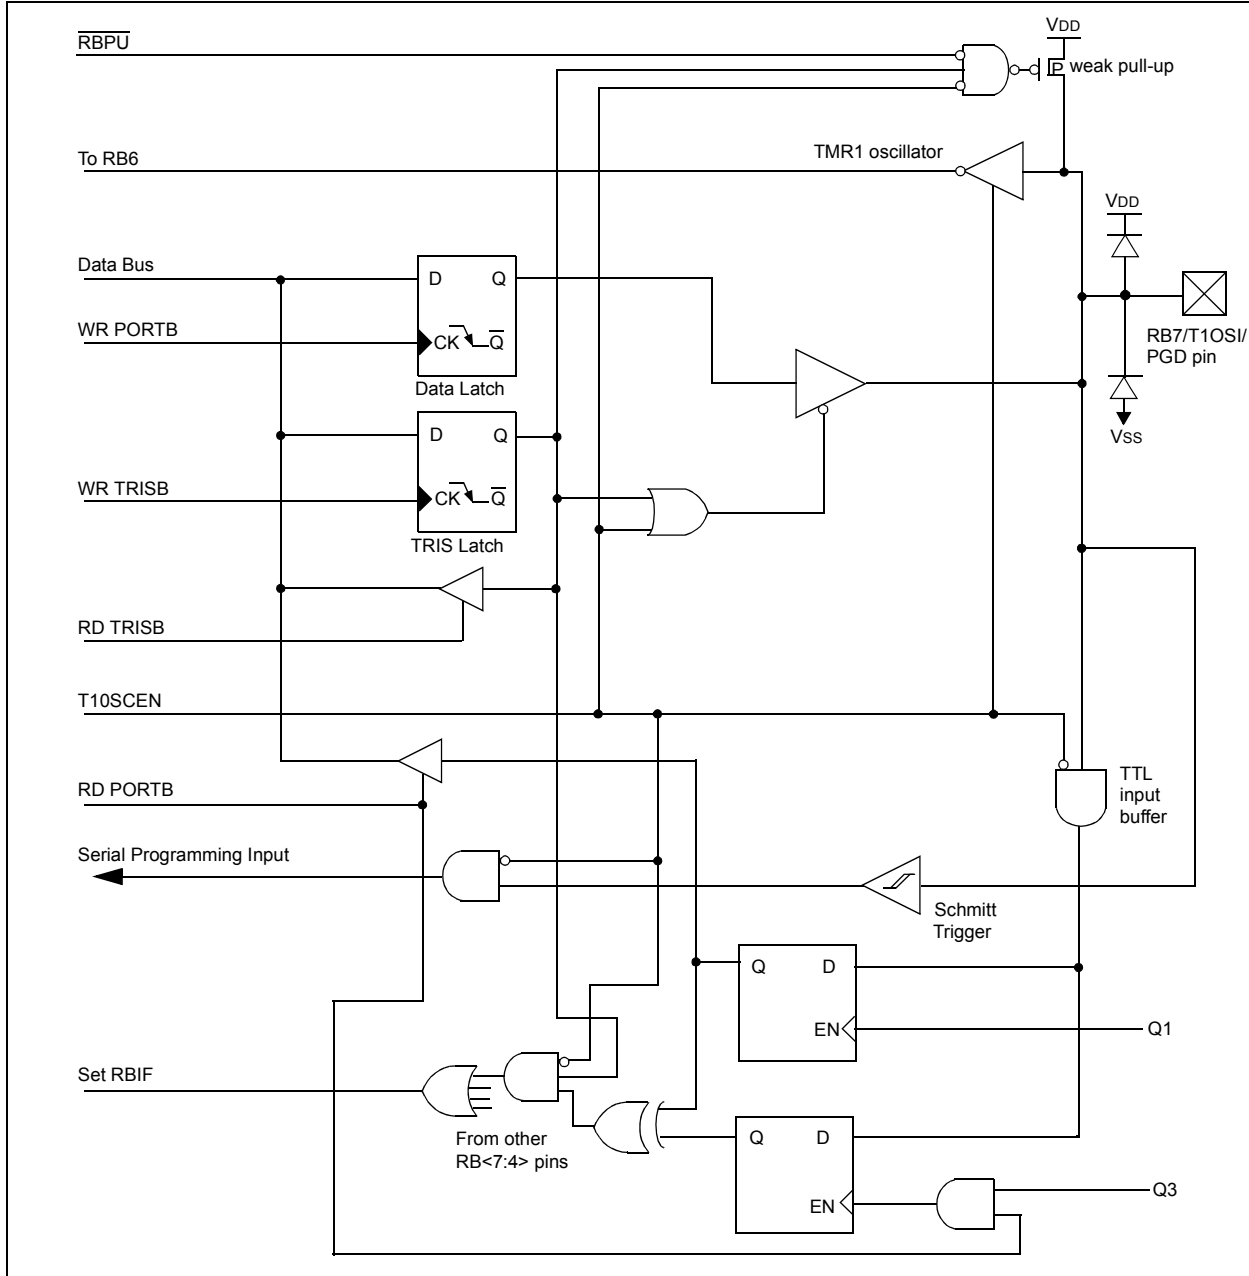 RBPU
VDD
P
weak pull-up
To RB6
TMR1 oscillator
VDD
Data Bus
D
Q
WR PORTB
CK
Q
Data Latch
RB7/T1OSI/
PGD pin
D
Q
VSS
WR TRISB
CK
Q
TRIS Latch
RD TRISB
T10SCEN
TTL
input
buffer
RD PORTB
Serial Programming Input
Schmitt
Trigger
Q
D
EN
Q1
Set RBIF
From other
RB<7:4> pins
Q
D
EN
Q3